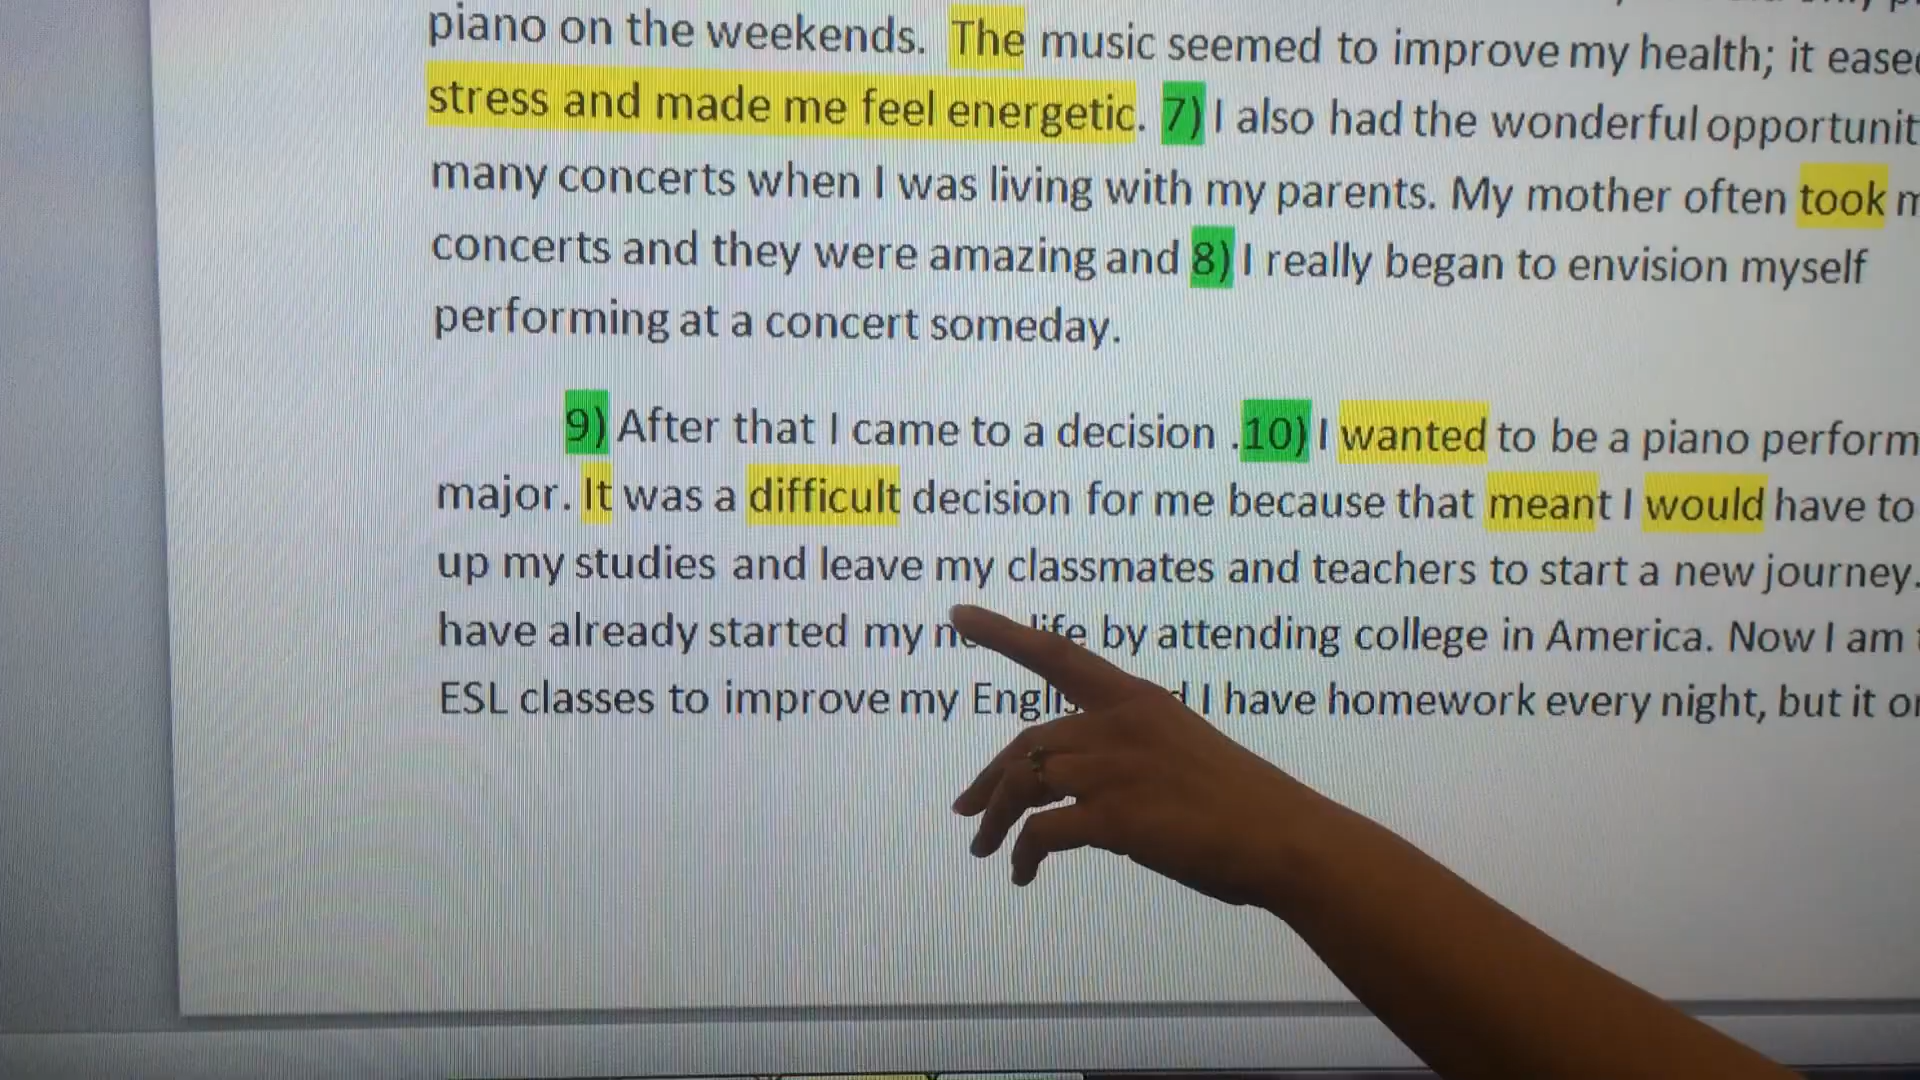 piano on the weekends. The music seemed to improve my health; it eased
stress and made me feel energetic. 7) I also had the wonderful
many concerts when I was living with my parents. My mother often took
concerts and they were amazing and 8) I really began to envision myself
performing at a concert someday.
9) After that I came to a decision .10) I wanted to be a piano
major. It was a difficult decision for me because that meant I would have to
up my studies and leave my classmates and teachers to start a new journey.
have already started my life by attending college in America. Now I am
ESL classes to improve my I have homework every night, but it